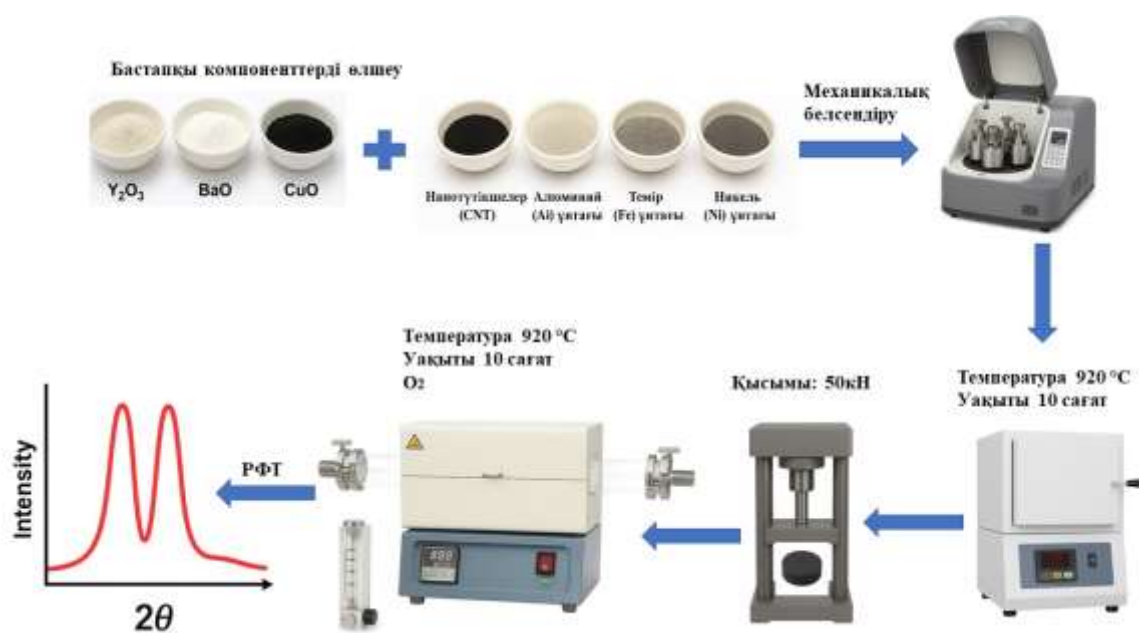 Бастапқы компоненттерді өлшеу
Y₂O₃
BaO
CuO
Нанотүтікшелер
(CNT)
Алюминий
(Ai) ұнтағы
Темір
(Fe) ұнтағы
Никель
(Ni) ұнтағы
Механикалық
белсендіру
Температура 920 °C
Уақыты 10 сағат
Қысымы: 50кН
Температура 920 °C
Уақыты 10 сағат
O₂
РФТ
Intensity
2θ